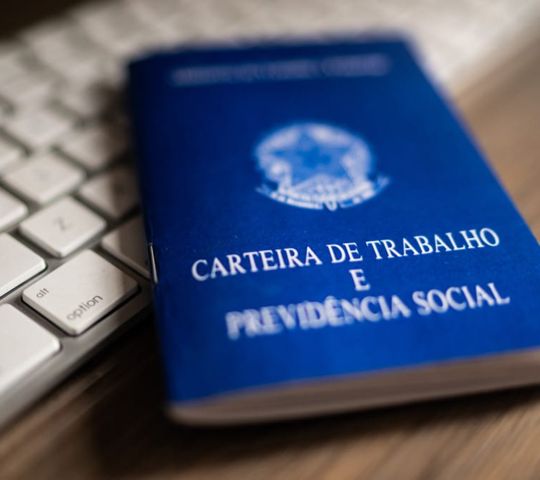 CARTEIRA DE TRABALHO
E
PREVIDÊNCIA SOCIAL
alt
option
Z